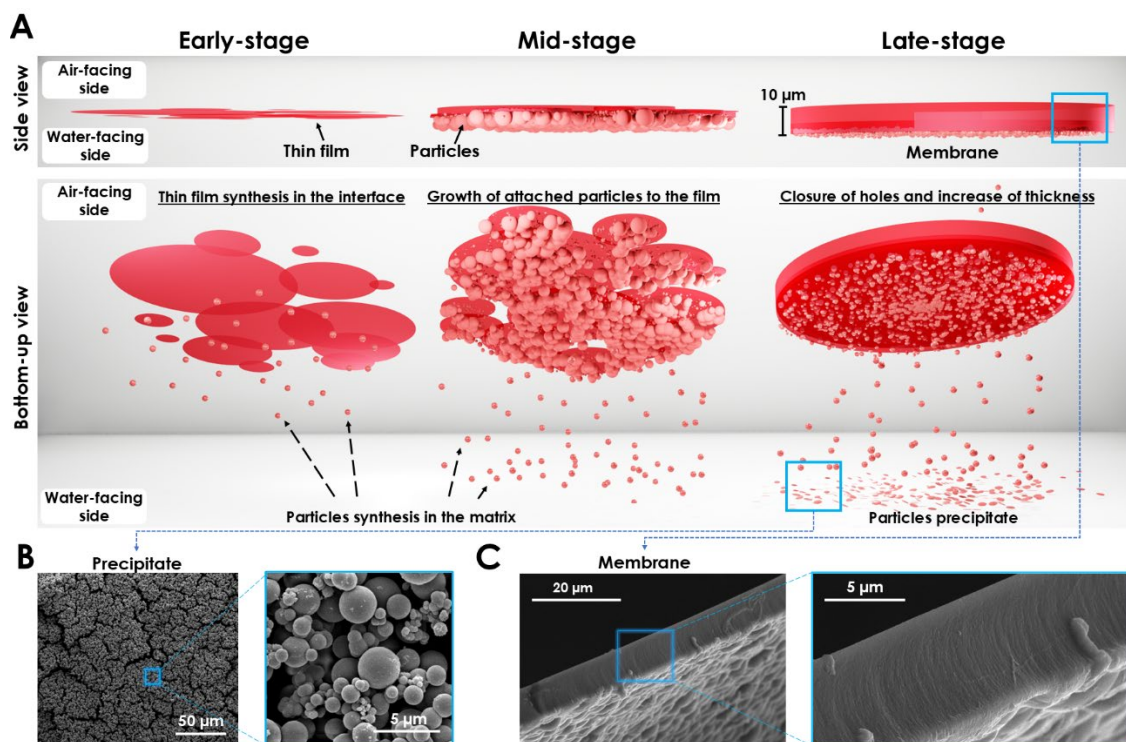 A
Early-stage
Mid-stage
Late-stage
Side view
Air-facing
side
Water-facing
side
Thin film
Particles
10 µm
Membrane
Bottom-up view
Air-facing
side
Thin film synthesis in the interface
Growth of attached particles to the film
Closure of holes and increase of thickness
Water-facing
side
Particles synthesis in the matrix
Particles precipitate
B
Precipitate
50 µm
5 µm
C
Membrane
20 µm
5 µm